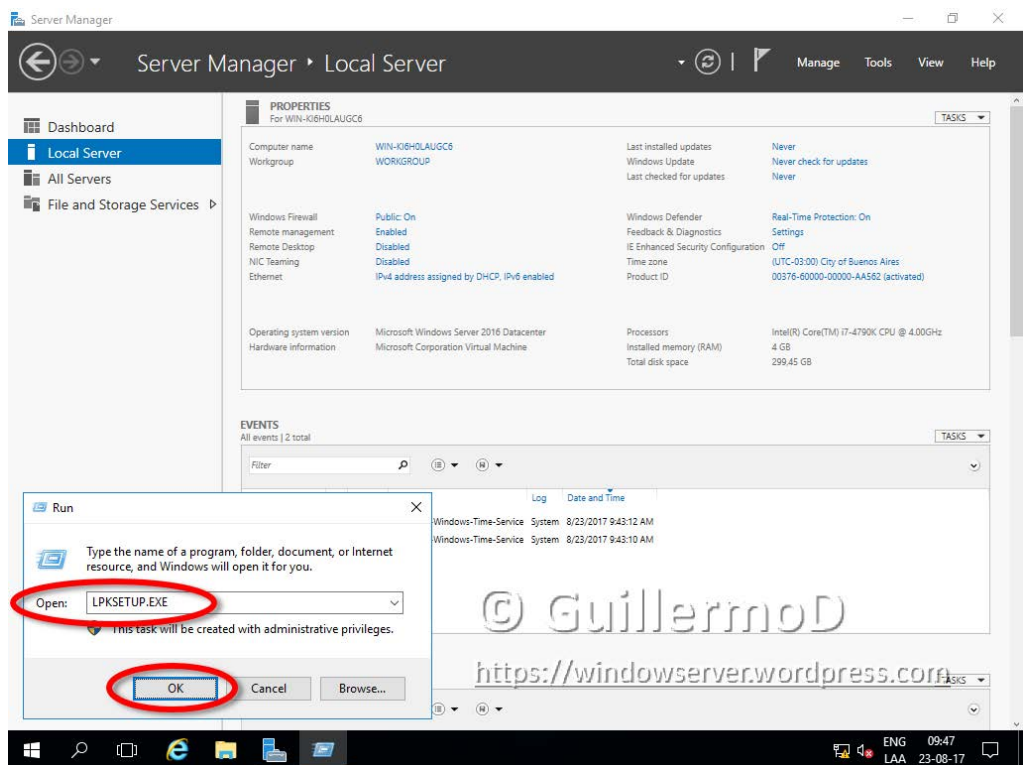 Server Manager
Server Manager ‣ Local Server
Manage Tools View Help
Dashboard
Local Server
All Servers
File and Storage Services
PROPERTIES
For WIN-KI6H0LAUGC6
TASKS
Computer name WIN-KI6H0LAUGC6 Last installed updates Never
Workgroup WORKGROUP Windows Update Never check for updates
Last checked for updates Never
Windows Firewall Public: On Windows Defender Real-Time Protection: On
Remote management Enabled Feedback & Diagnostics Settings
Remote Desktop Disabled IE Enhanced Security Configuration Off
NIC Teaming Disabled Time zone (UTC-03:00) City of Buenos Aires
Ethernet IPv4 address assigned by DHCP, IPv6 enabled Product ID 00376-60000-00000-AA562 (activated)
Operating system version Microsoft Windows Server 2016 Datacenter Processors Intel(R) Core(TM) i7-4790K CPU @ 4.00GHz
Hardware information Microsoft Corporation Virtual Machine Installed memory (RAM) 4 GB
Total disk space 299,45 GB
EVENTS
All events | 2 total
TASKS
Filter
Log Date and Time
-Windows-Time-Service System 8/23/2017 9:43:12 AM
-Windows-Time-Service System 8/23/2017 9:43:10 AM
Run
Type the name of a program, folder, document, or Internet
resource, and Windows will open it for you.
Open: LPKSETUP.EXE
This task will be created with administrative privileges.
OK Cancel Browse...
© GuillermoD
https://windowserver.wordpress.com
ENG 09:47
LAA 23-08-17